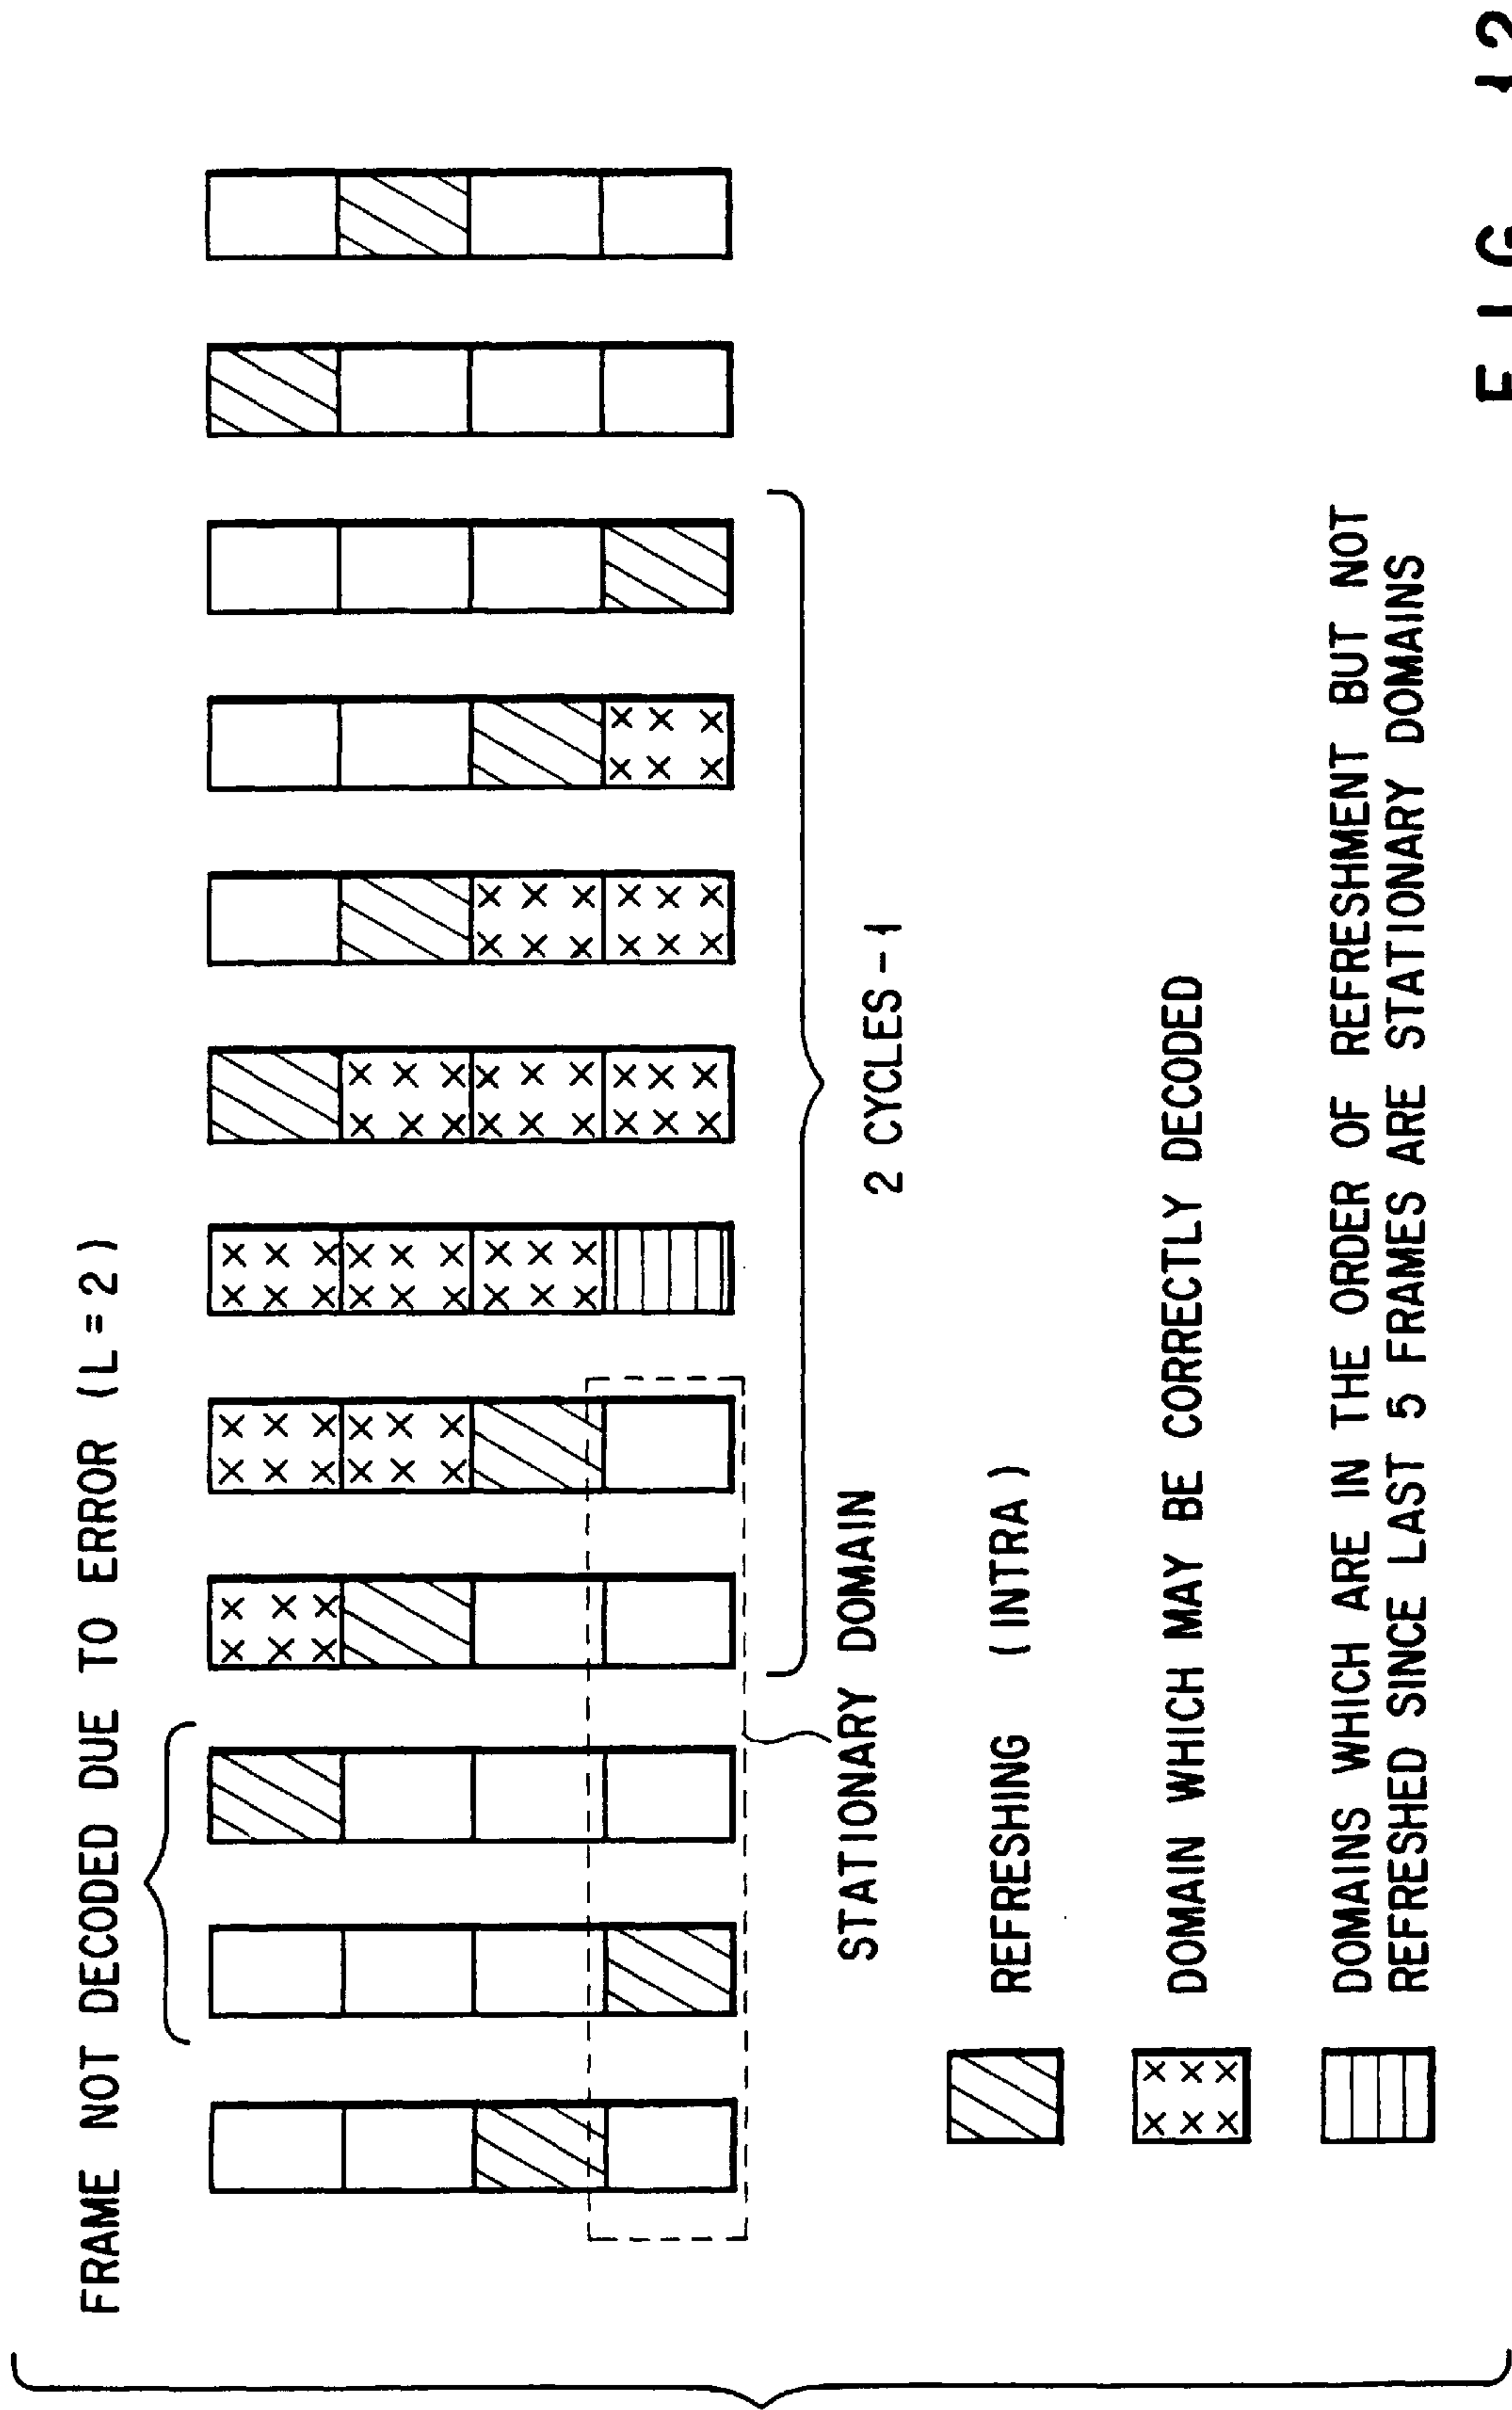 FRAME NOT DECODED DUE TO ERROR (L = 2)
2 CYCLES - 1
STATIONARY DOMAIN
REFRESHING (INTRA)
× DOMAIN WHICH MAY BE CORRECTLY DECODED
DOMAINS WHICH ARE IN THE ORDER OF REFRESHMENT BUT NOT
REFRESHED SINCE LAST 5 FRAMES ARE STATIONARY DOMAINS
FIG. 12